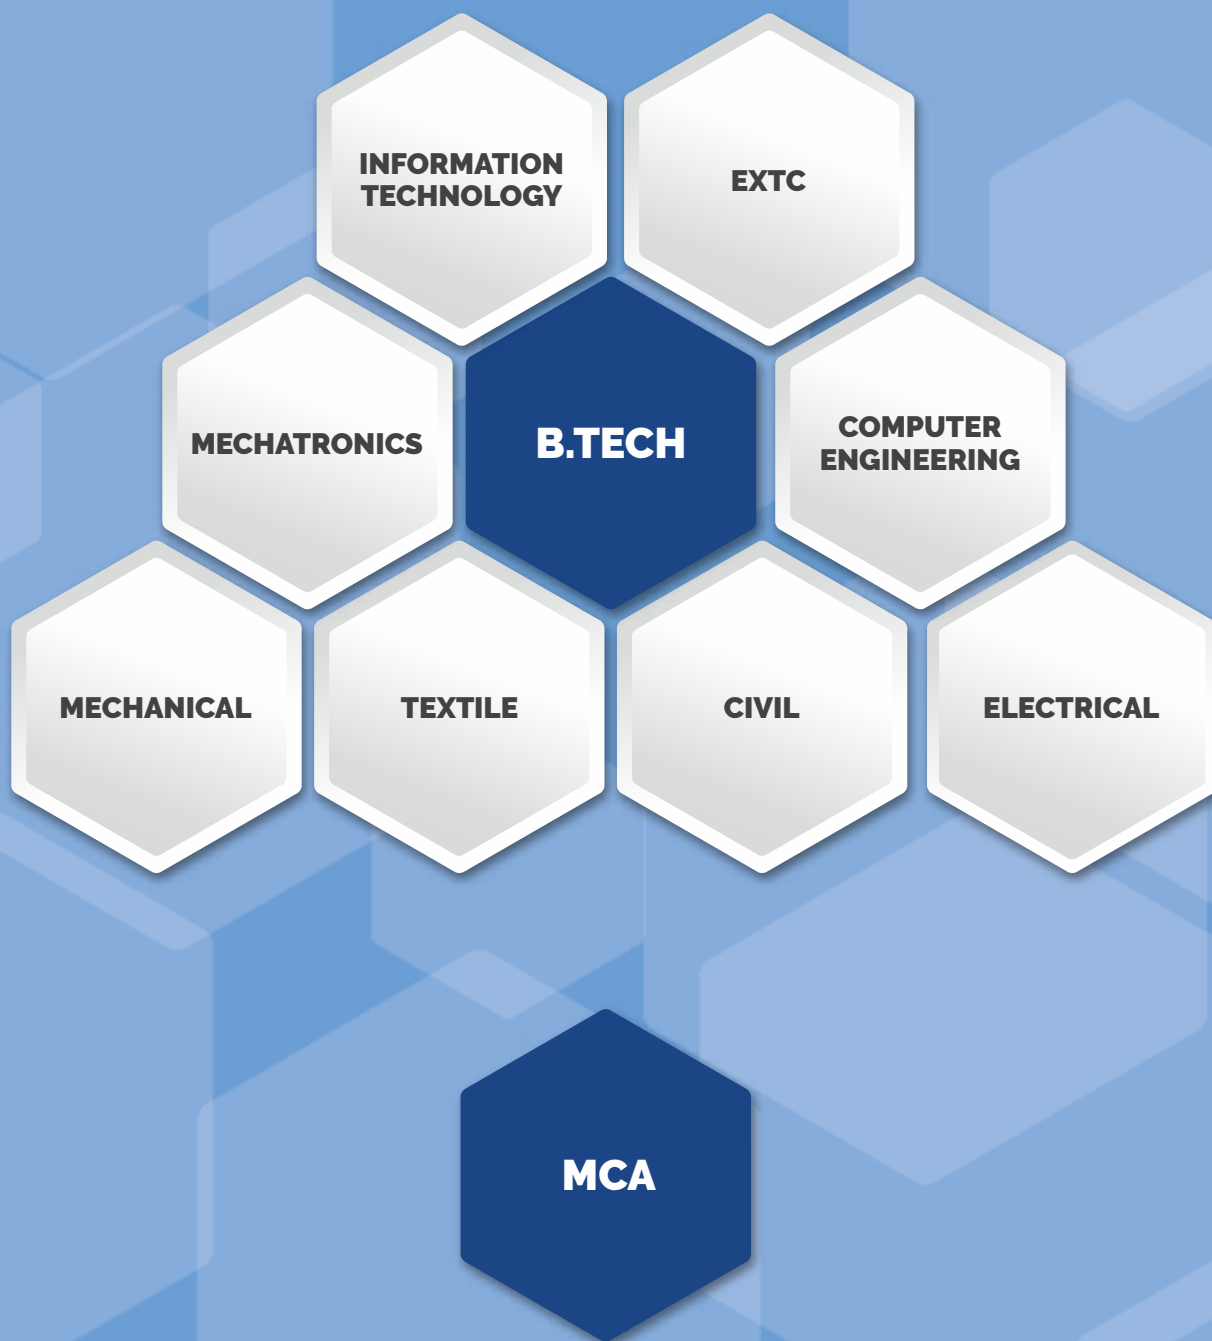 INFORMATION
TECHNOLOGY
EXTC
MECHATRONICS
B.TECH
COMPUTER
ENGINEERING
MECHANICAL
TEXTILE
CIVIL
ELECTRICAL
MCA